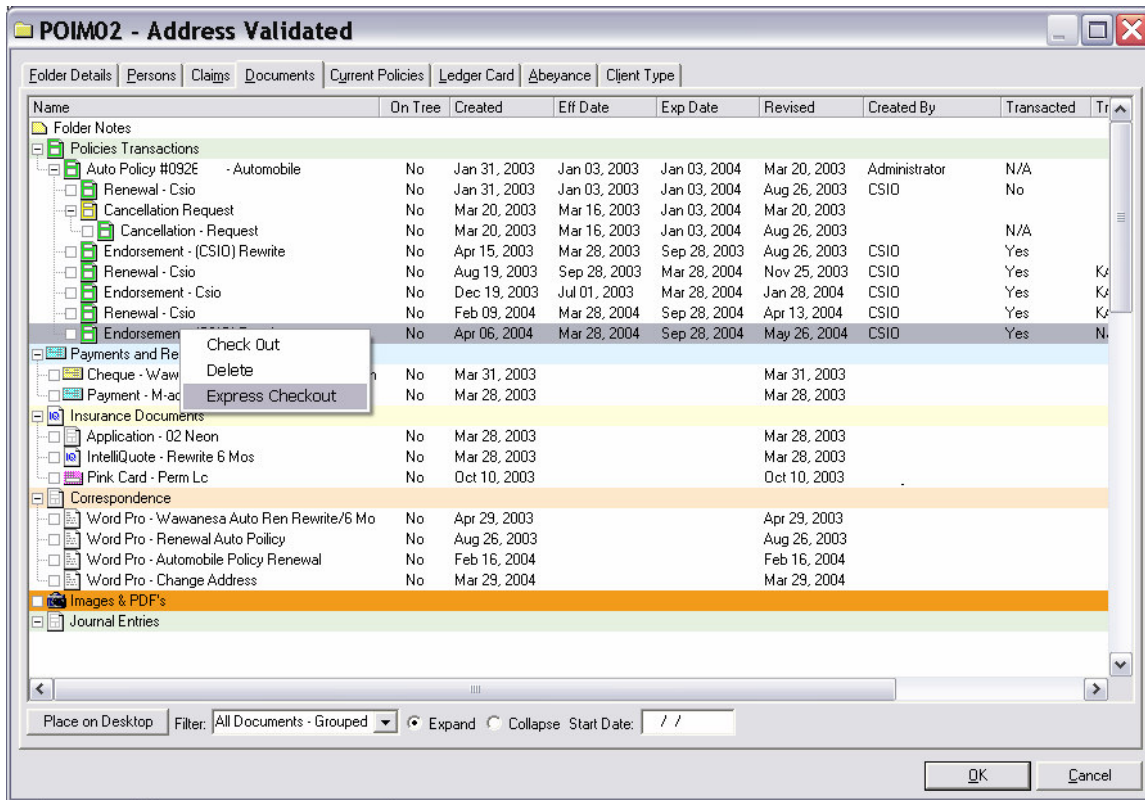 POIM02 - Address Validated
Folder Details Persons Claims Documents Current Policies Ledger Card Abeyance Client Type
Name On Tree Created Eff Date Exp Date Revised Created By Transacted
Folder Notes
Policies Transactions
Auto Policy #0926 - Automobile No Jan 31, 2003 Jan 03, 2003 Jan 03, 2004 Mar 20, 2003 Administrator N/A
Renewal - Csio No Jan 31, 2003 Jan 03, 2003 Jan 03, 2004 Aug 26, 2003 CSIO No
Cancellation Request No Mar 20, 2003 Mar 16, 2003 Jan 03, 2004 Mar 20, 2003
Cancellation - Request No Mar 20, 2003 Mar 16, 2003 Jan 03, 2004 Aug 26, 2003 N/A
Endorsement - (CSIO) Rewrite No Apr 15, 2003 Mar 28, 2003 Sep 28, 2003 Aug 26, 2003 CSIO Yes
Renewal - Csio No Aug 19, 2003 Sep 28, 2003 Mar 28, 2004 Nov 25, 2003 CSIO Yes
Endorsement - Csio No Dec 19, 2003 Jul 01, 2003 Mar 28, 2004 Jan 28, 2004 CSIO Yes
Renewal - Csio No Feb 09, 2004 Mar 28, 2004 Sep 28, 2004 Apr 13, 2004 CSIO Yes
Endorsemen No Apr 06, 2004 Mar 28, 2004 Sep 28, 2004 May 26, 2004 CSIO Yes
Check Out
Payments and Re
Delete
Cheque - Waw No Mar 31, 2003 Mar 31, 2003
Express Checkout
Payment - M-ac No Mar 28, 2003 Mar 28, 2003
Insurance Documents
Application - 02 Neon No Mar 28, 2003 Mar 28, 2003
IntelliQuote - Rewrite 6 Mos No Mar 28, 2003 Mar 28, 2003
Pink Card - Perm Lc No Oct 10, 2003 Oct 10, 2003
Correspondence
Word Pro - Wawanesa Auto Ren Rewrite/6 Mo No Apr 29, 2003 Apr 29, 2003
Word Pro - Renewal Auto Poilicy No Aug 26, 2003 Aug 26, 2003
Word Pro - Automobile Policy Renewal No Feb 16, 2004 Feb 16, 2004
Word Pro - Change Address No Mar 29, 2004 Mar 29, 2004
Images & PDF's
Journal Entries
Place on Desktop Filter: All Documents - Grouped Expand Collapse Start Date: / /
OK Cancel